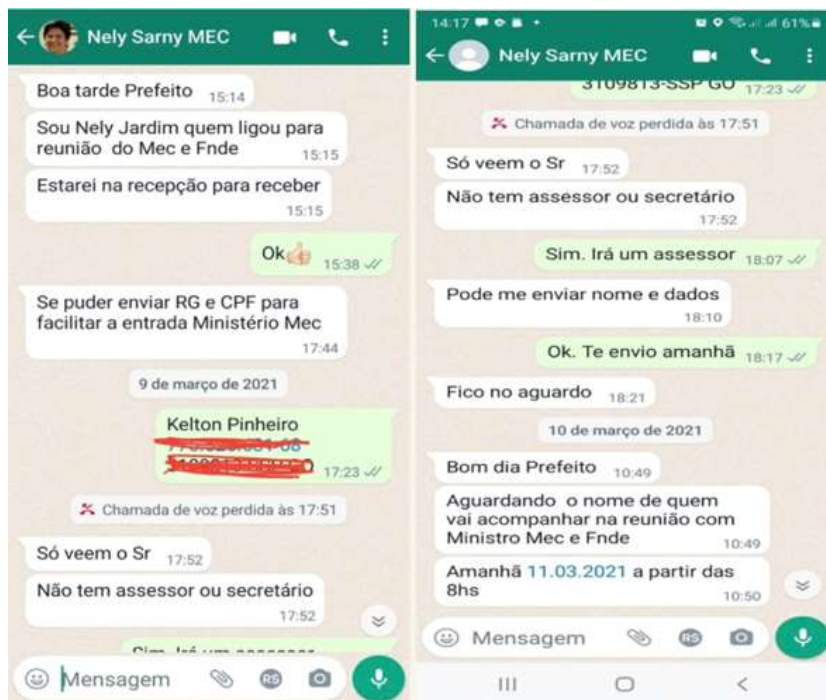 Nely Sarny MEC
Boa tarde Prefeito 15:14
Sou Nely Jardim quem ligou para
reunião do Mec e Fnde 15:15
Estarei na recepção para receber
15:15
Ok👍🏻 15:38
Se puder enviar RG e CPF para
facilitar a entrada Ministério Mec
17:44
9 de março de 2021
Kelton Pinheiro
17:23
Chamada de voz perdida às 17:51
Só veem o Sr 17:52
Não tem assessor ou secretário
17:52
Sim. Irá um assessor
Mensagem
RS
14:17
61%
Nely Sarny MEC
3109813-SSP GO 17:23
Chamada de voz perdida às 17:51
Só veem o Sr 17:52
Não tem assessor ou secretário
17:52
Sim. Irá um assessor 18:07
Pode me enviar nome e dados
18:10
Ok. Te envio amanhã 18:17
Fico no aguardo 18:21
10 de março de 2021
Bom dia Prefeito 10:49
Aguardando o nome de quem
vai acompanhar na reunião com
Ministro Mec e Fnde 10:49
Amanhã 11.03.2021 a partir das
8hs 10:50
Mensagem
RS